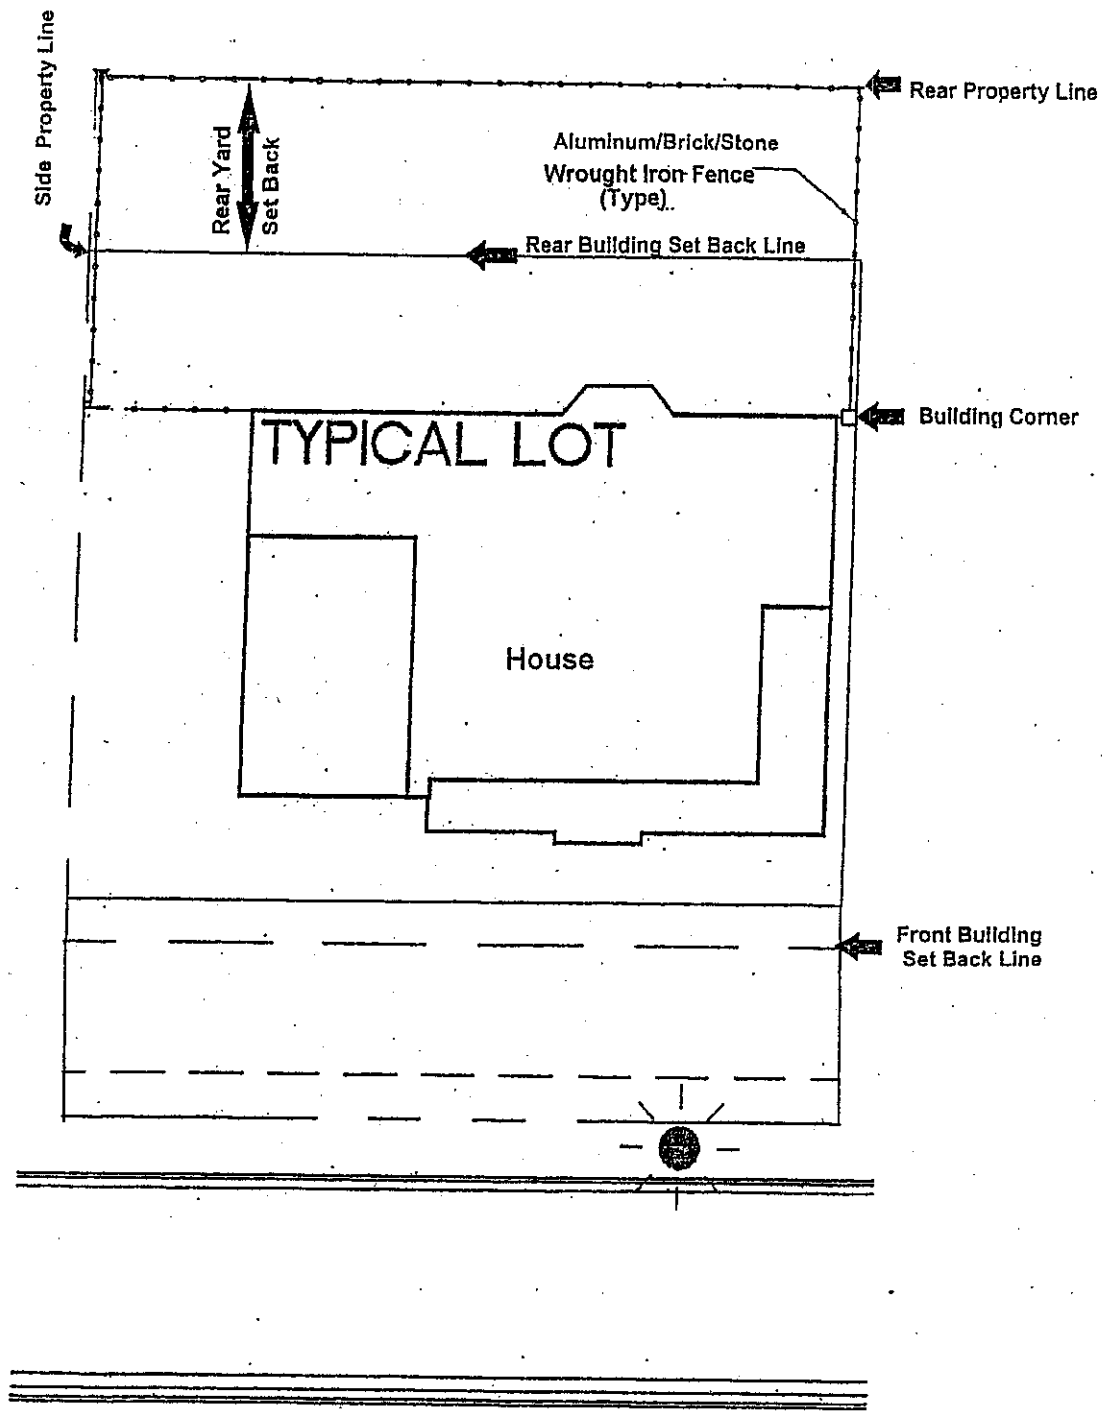 Side Property Line
Rear Property Line
Rear Yard
Set Back
Aluminum/Brick/Stone
Wrought Iron Fence
(Type)..
Rear Building Set Back Line
Building Corner
TYPICAL LOT
House
Front Building
Set Back Line